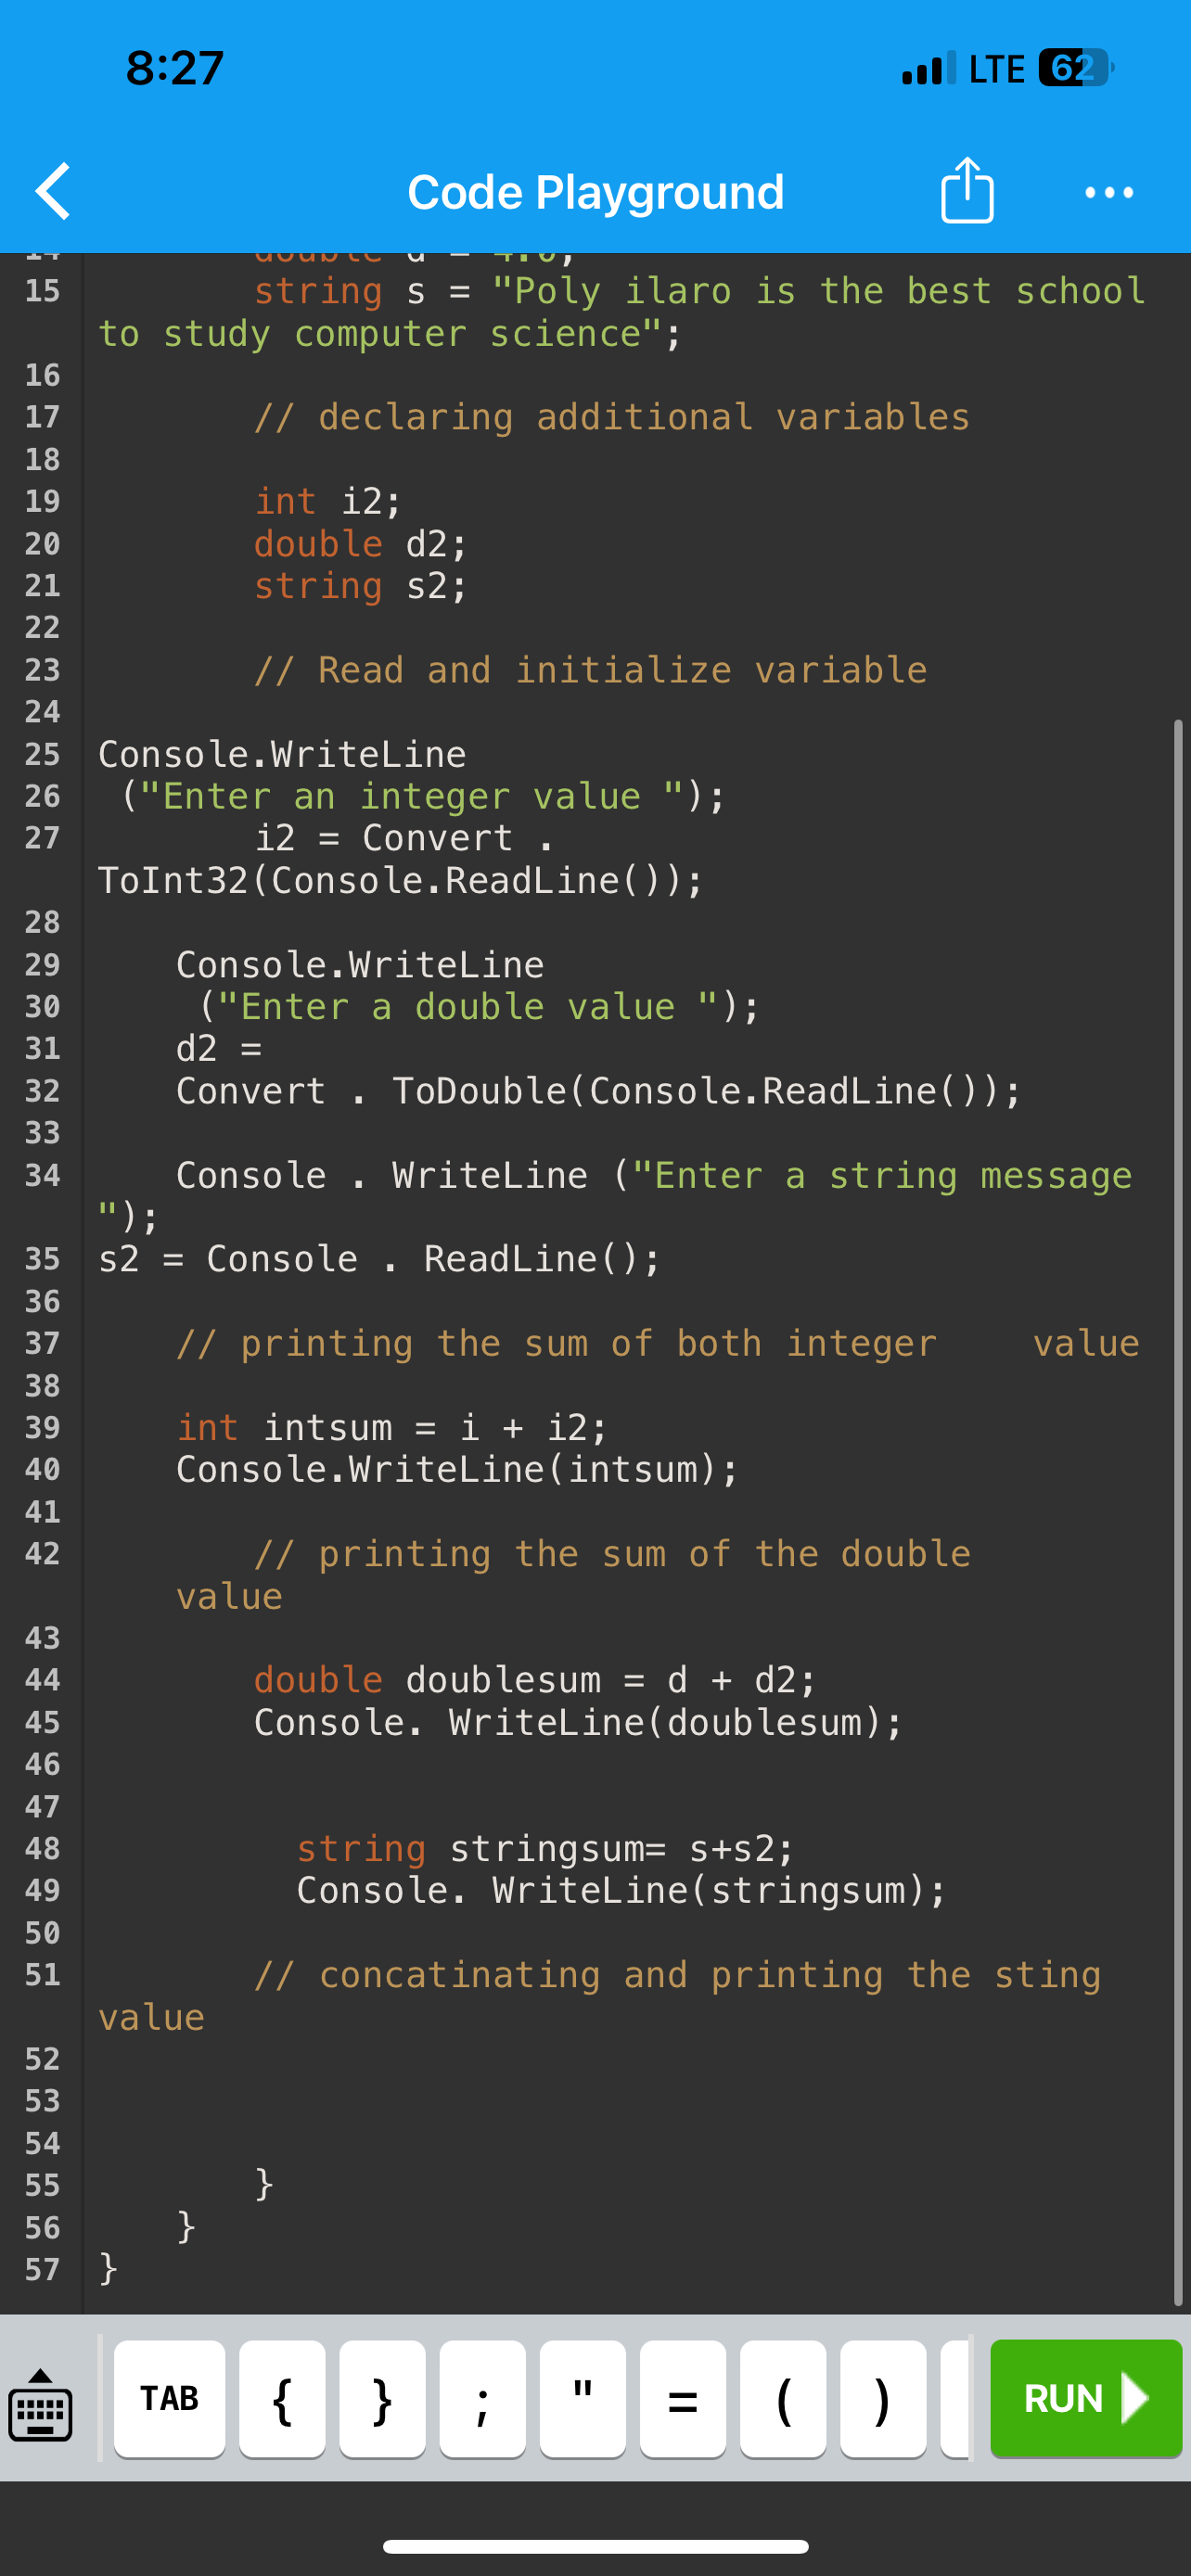 8:27
LTE 62
Code Playground
14 double d = 4.0;
15 string s = "Poly ilaro is the best school
to study computer science";
16
17 // declaring additional variables
18
19 int i2;
20 double d2;
21 string s2;
22
23 // Read and initialize variable
24
25 Console.WriteLine
26 ("Enter an integer value ");
27 i2 = Convert .
ToInt32(Console.ReadLine());
28
29 Console.WriteLine
30 ("Enter a double value ");
31 d2 =
32 Convert . ToDouble(Console.ReadLine());
33
34 Console . WriteLine ("Enter a string message
");
35 s2 = Console . ReadLine();
36
37 // printing the sum of both integer    value
38
39 int intsum = i + i2;
40 Console.WriteLine(intsum);
41
42 // printing the sum of the double
value
43
44 double doublesum = d + d2;
45 Console. WriteLine(doublesum);
46
47
48 string stringsum= s+s2;
49 Console. WriteLine(stringsum);
50
51 // concatinating and printing the sting
value
52
53
54
55 }
56 }
57 }
TAB { } ; " = ( ) RUN